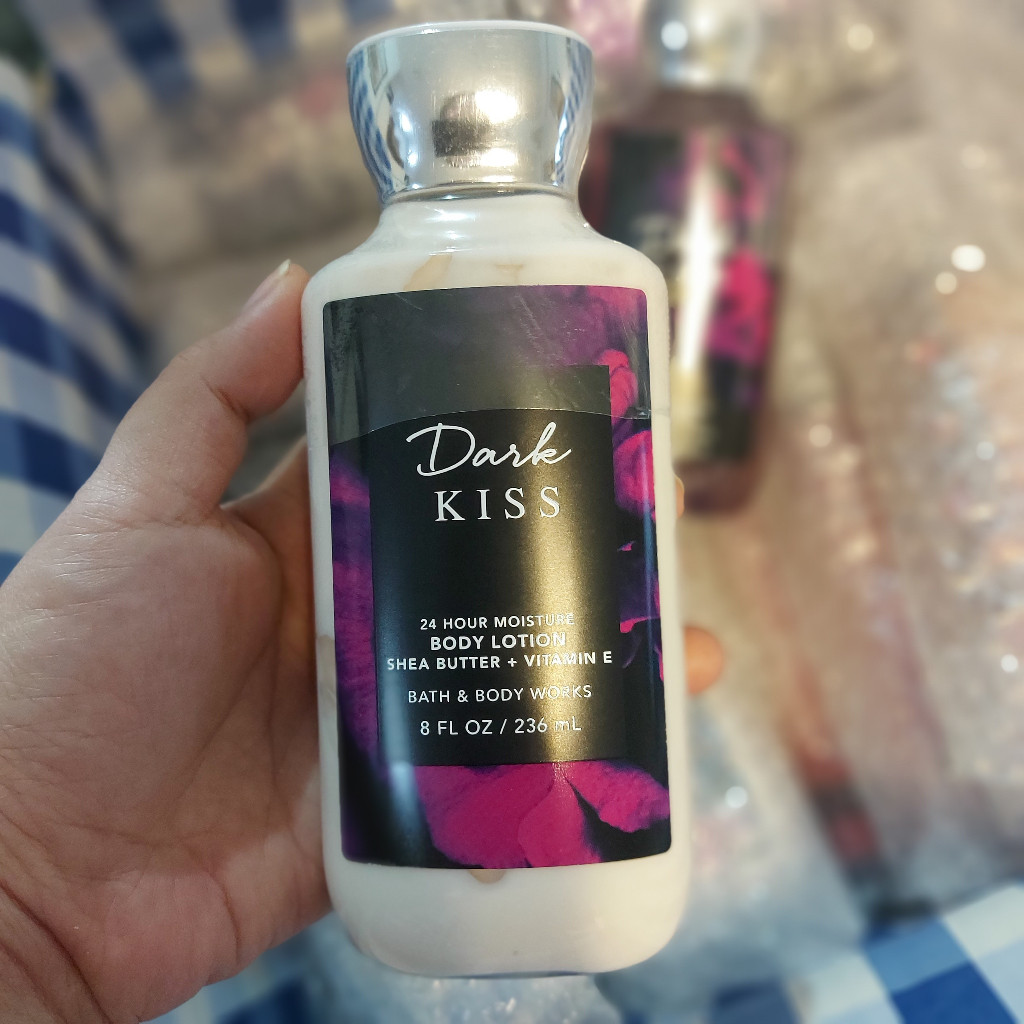 Dark
KISS
24 HOUR MOISTURE
BODY LOTION
SHEA BUTTER + VITAMIN E
BATH & BODY WORKS
8 FL OZ / 236 mL